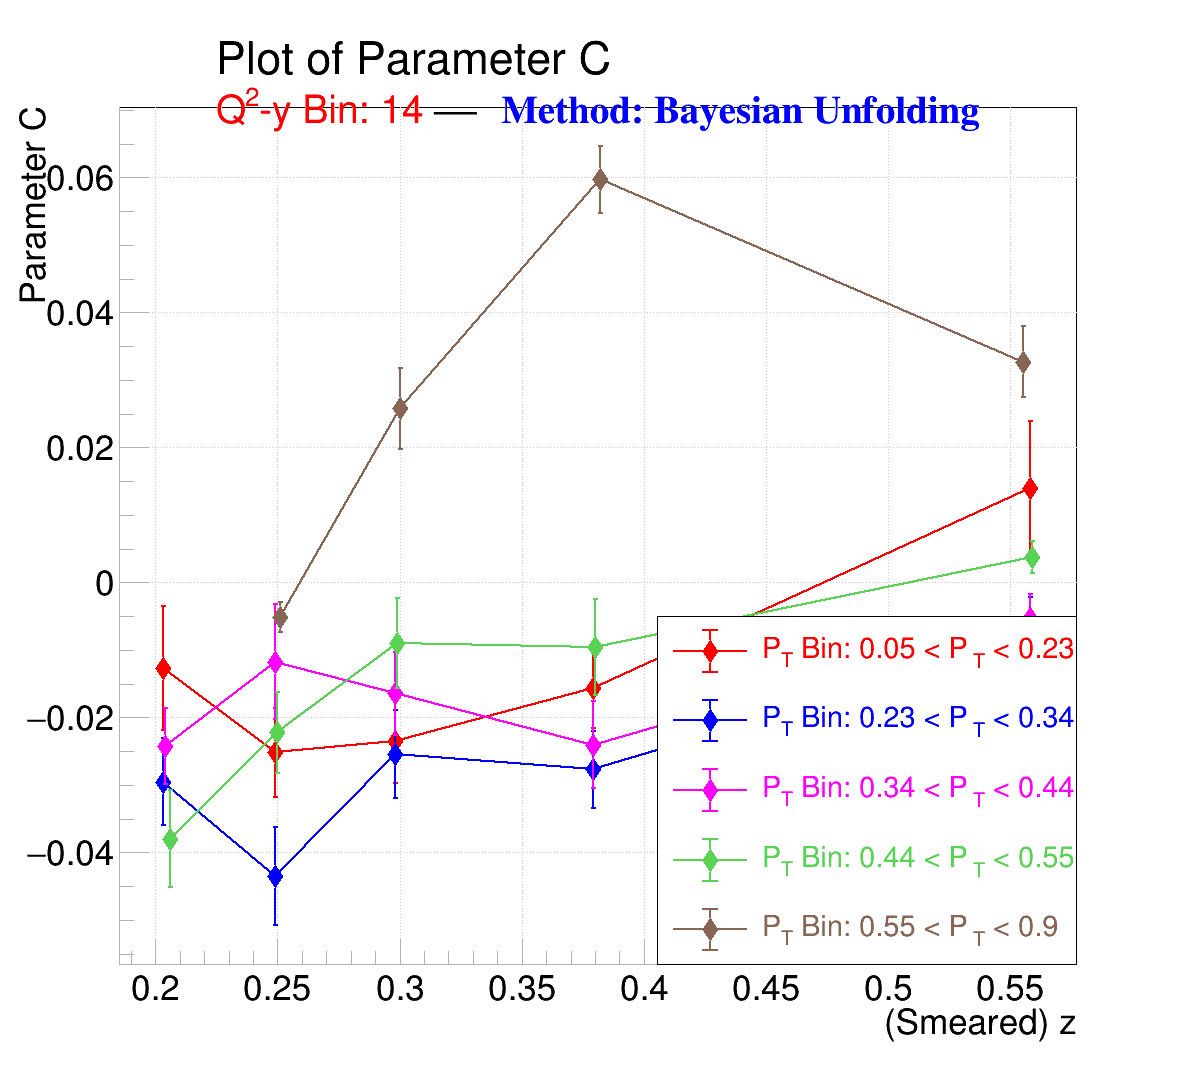 Plot of Parameter C
Q²-y Bin: 14 — Method: Bayesian Unfolding
Parameter C
0.06
0.04
0.02
0
−0.02
−0.04
P_T Bin: 0.05 < P_T < 0.23
P_T Bin: 0.23 < P_T < 0.34
P_T Bin: 0.34 < P_T < 0.44
P_T Bin: 0.44 < P_T < 0.55
P_T Bin: 0.55 < P_T < 0.9
0.2 0.25 0.3 0.35 0.4 0.45 0.5 0.55
(Smeared) z